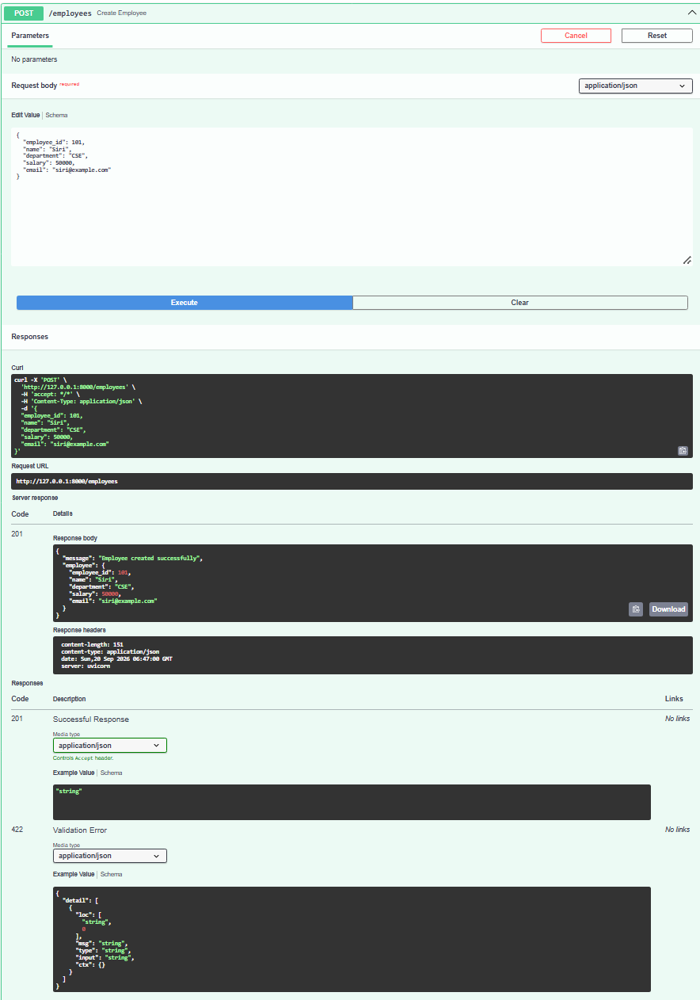 POST /employees Create Employee
Parameters
Cancel
Reset
No parameters
Request body required
application/json
Edit Value | Schema
{
  "employee_id": 101,
  "name": "Siri",
  "department": "CSE",
  "salary": 50000,
  "email": "siri@example.com"
}
Execute
Clear
Responses
Curl
curl -X 'POST' \
  'http://127.0.0.1:8000/employees' \
  -H 'accept: */*' \
  -H 'Content-Type: application/json' \
  -d '{
  "employee_id": 101,
  "name": "Siri",
  "department": "CSE",
  "salary": 50000,
  "email": "siri@example.com"
}'
Request URL
http://127.0.0.1:8000/employees
Server response
Code Details
201
Response body
{
  "message": "Employee created successfully",
  "employee": {
    "employee_id": 101,
    "name": "Siri",
    "department": "CSE",
    "salary": 50000,
    "email": "siri@example.com"
  }
}
Download
Response headers
content-length: 151
content-type: application/json
date: Sun,20 Sep 2026 06:47:00 GMT
server: uvicorn
Responses
Code Description Links
201 Successful Response No links
Media type
application/json
Controls Accept header.
Example Value | Schema
"string"
422 Validation Error No links
Media type
application/json
Example Value | Schema
{
  "detail": [
    {
      "loc": [
        "string",
        0
      ],
      "msg": "string",
      "type": "string",
      "input": "string",
      "ctx": {}
    }
  ]
}